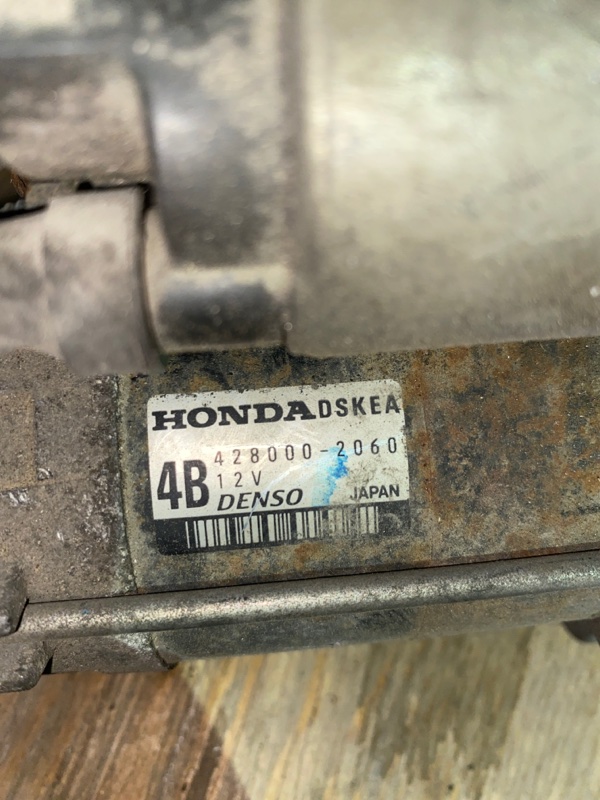 HONDA DSKEA
428000-2060
4B 12V
DENSO JAPAN